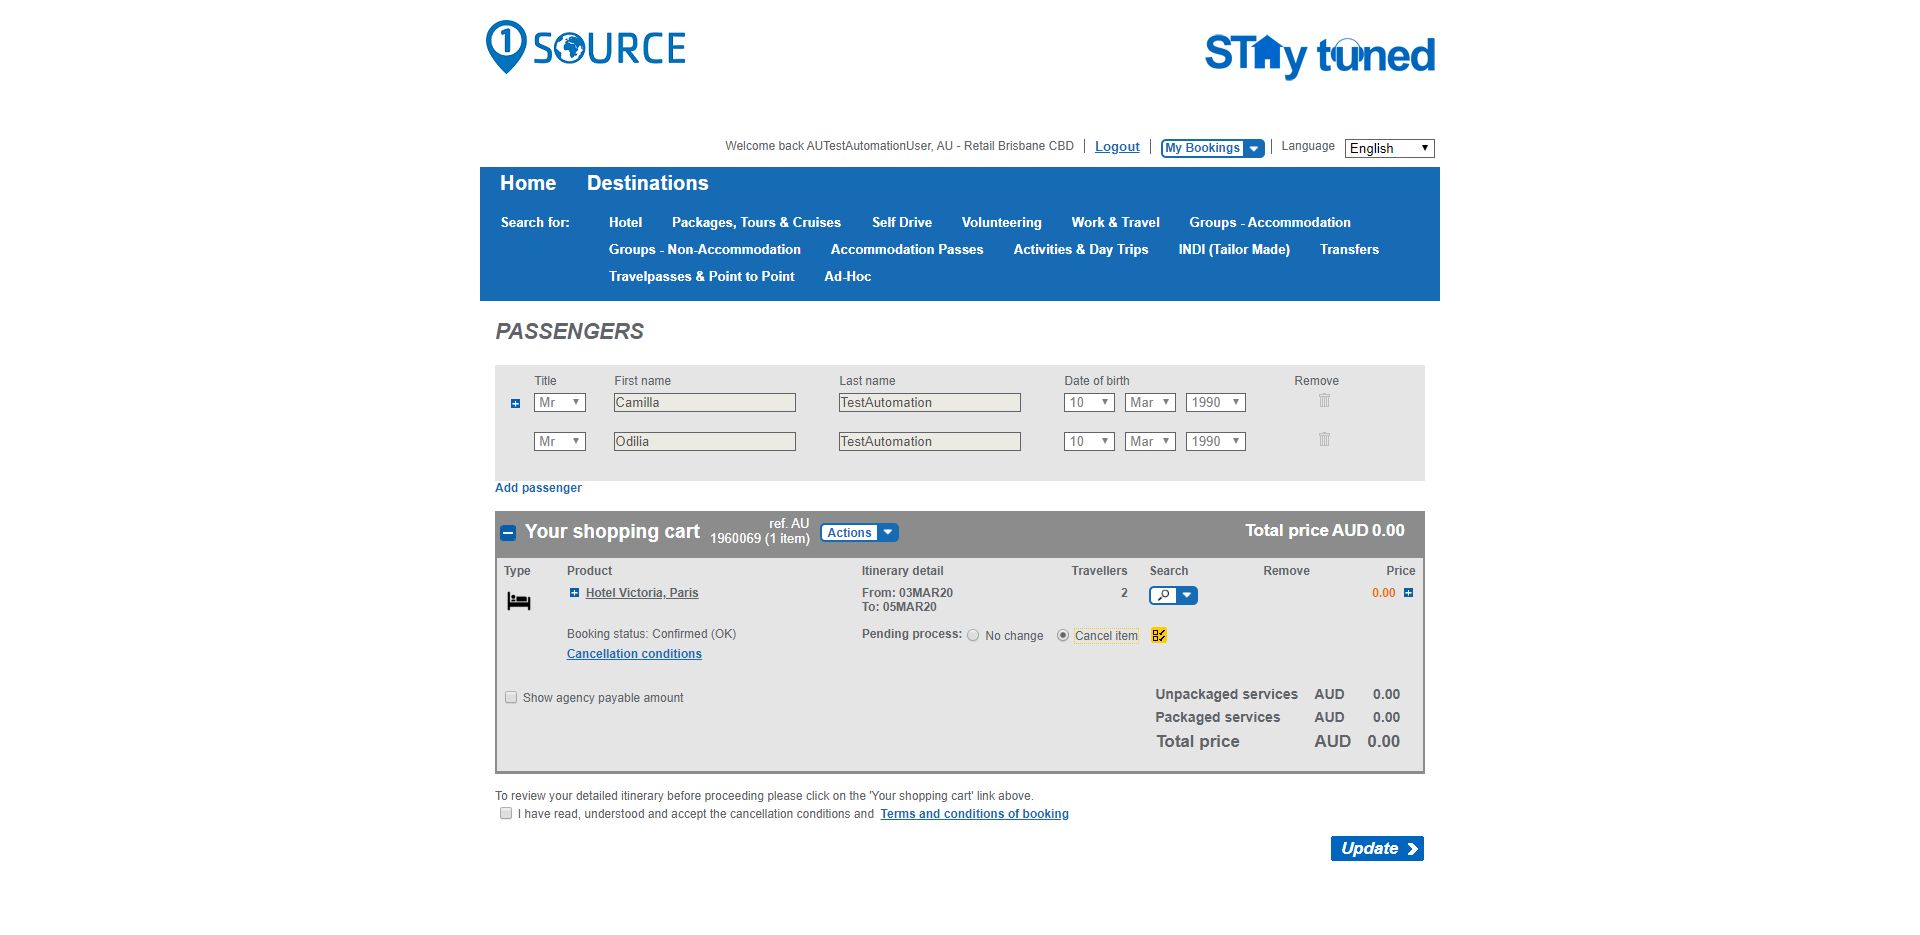 1 SOURCE
STAy tuned
Welcome back AUTestAutomationUser, AU - Retail Brisbane CBD | Logout | My Bookings | Language English
Home Destinations
Search for: Hotel Packages, Tours & Cruises Self Drive Volunteering Work & Travel Groups - Accommodation
Groups - Non-Accommodation Accommodation Passes Activities & Day Trips INDI (Tailor Made) Transfers
Travelpasses & Point to Point Ad-Hoc
PASSENGERS
Title First name Last name Date of birth Remove
Mr Camilla TestAutomation 10 Mar 1990
Mr Odilia TestAutomation 10 Mar 1990
Add passenger
Your shopping cart ref. AU 1960069 (1 item) Actions Total price AUD 0.00
Type Product Itinerary detail Travellers Search Remove Price
Hotel Victoria, Paris From: 03MAR20 2 0.00
To: 05MAR20
Booking status: Confirmed (OK) Pending process: No change Cancel item
Cancellation conditions
Show agency payable amount Unpackaged services AUD 0.00
Packaged services AUD 0.00
Total price AUD 0.00
To review your detailed itinerary before proceeding please click on the 'Your shopping cart' link above.
I have read, understood and accept the cancellation conditions and Terms and conditions of booking
Update